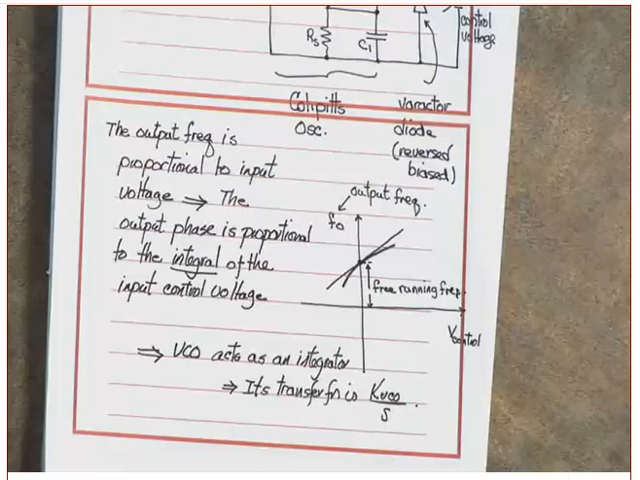 control
voltage
Rs
C1
Colpitts
Osc.
varactor
diode
(reversed
biased)
The output freq is
proportional to input
voltage ⇒ The
output phase is proportional
to the integral of the
input control voltage
output freq.
fo
free running freq.
Vcontrol
⇒ VCO acts as an integrator
⇒ Its transfer fn is Kvco
s